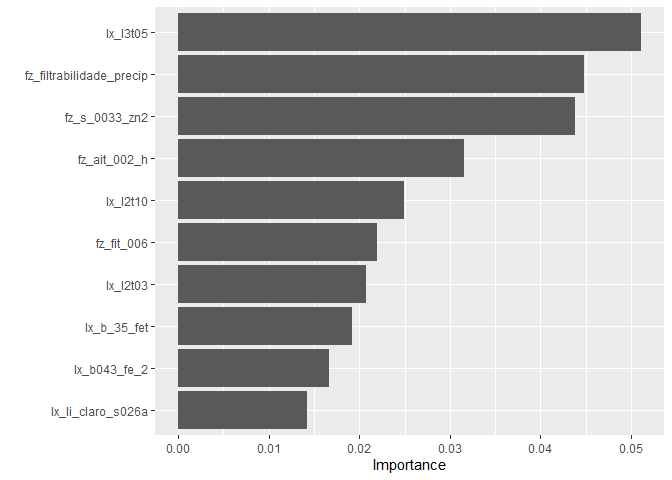 lx_l3t05
fz_filtrabilidade_precip
fz_s_0033_zn2
fz_ait_002_h
lx_l2t10
fz_fit_006
lx_l2t03
lx_b_35_fet
lx_b043_fe_2
lx_li_claro_s026a
0.00 0.01 0.02 0.03 0.04 0.05
Importance